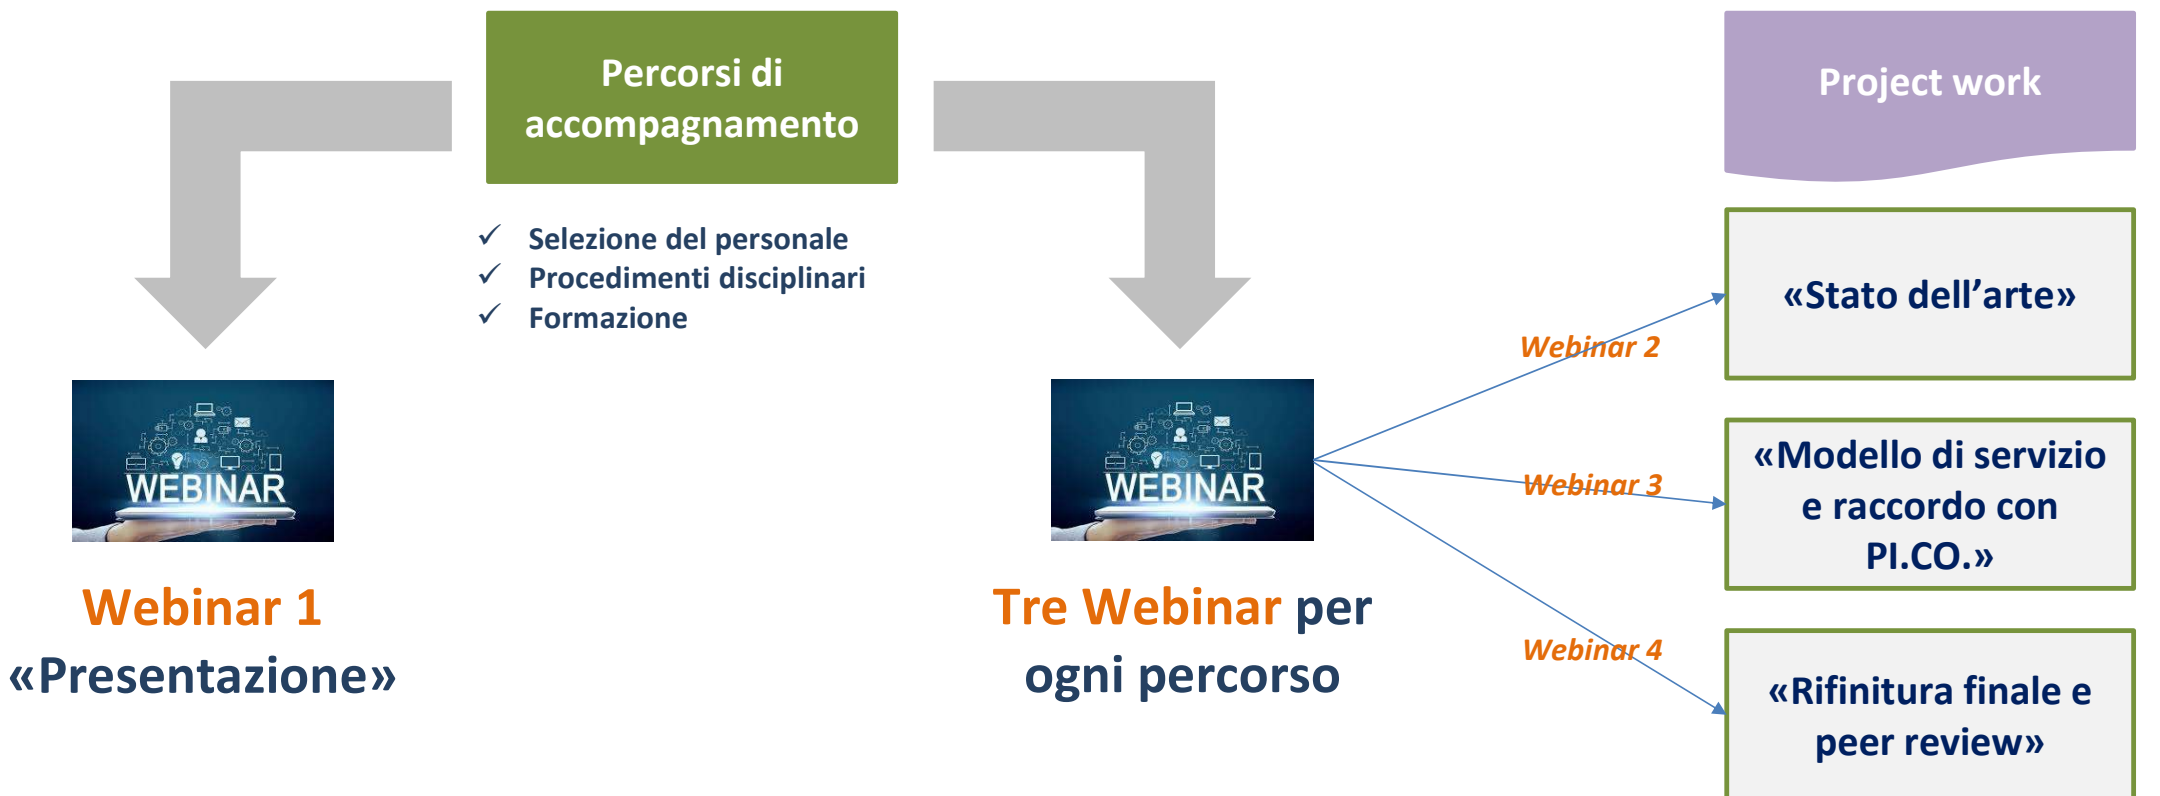 Percorsi di
accompagnamento
Project work
✓ Selezione del personale
✓ Procedimenti disciplinari
✓ Formazione
WEBINAR
Webinar 1
«Presentazione»
WEBINAR
Tre Webinar per
ogni percorso
Webinar 2
«Stato dell’arte»
Webinar 3
«Modello di servizio
e raccordo con
PI.CO.»
Webinar 4
«Rifinitura finale e
peer review»